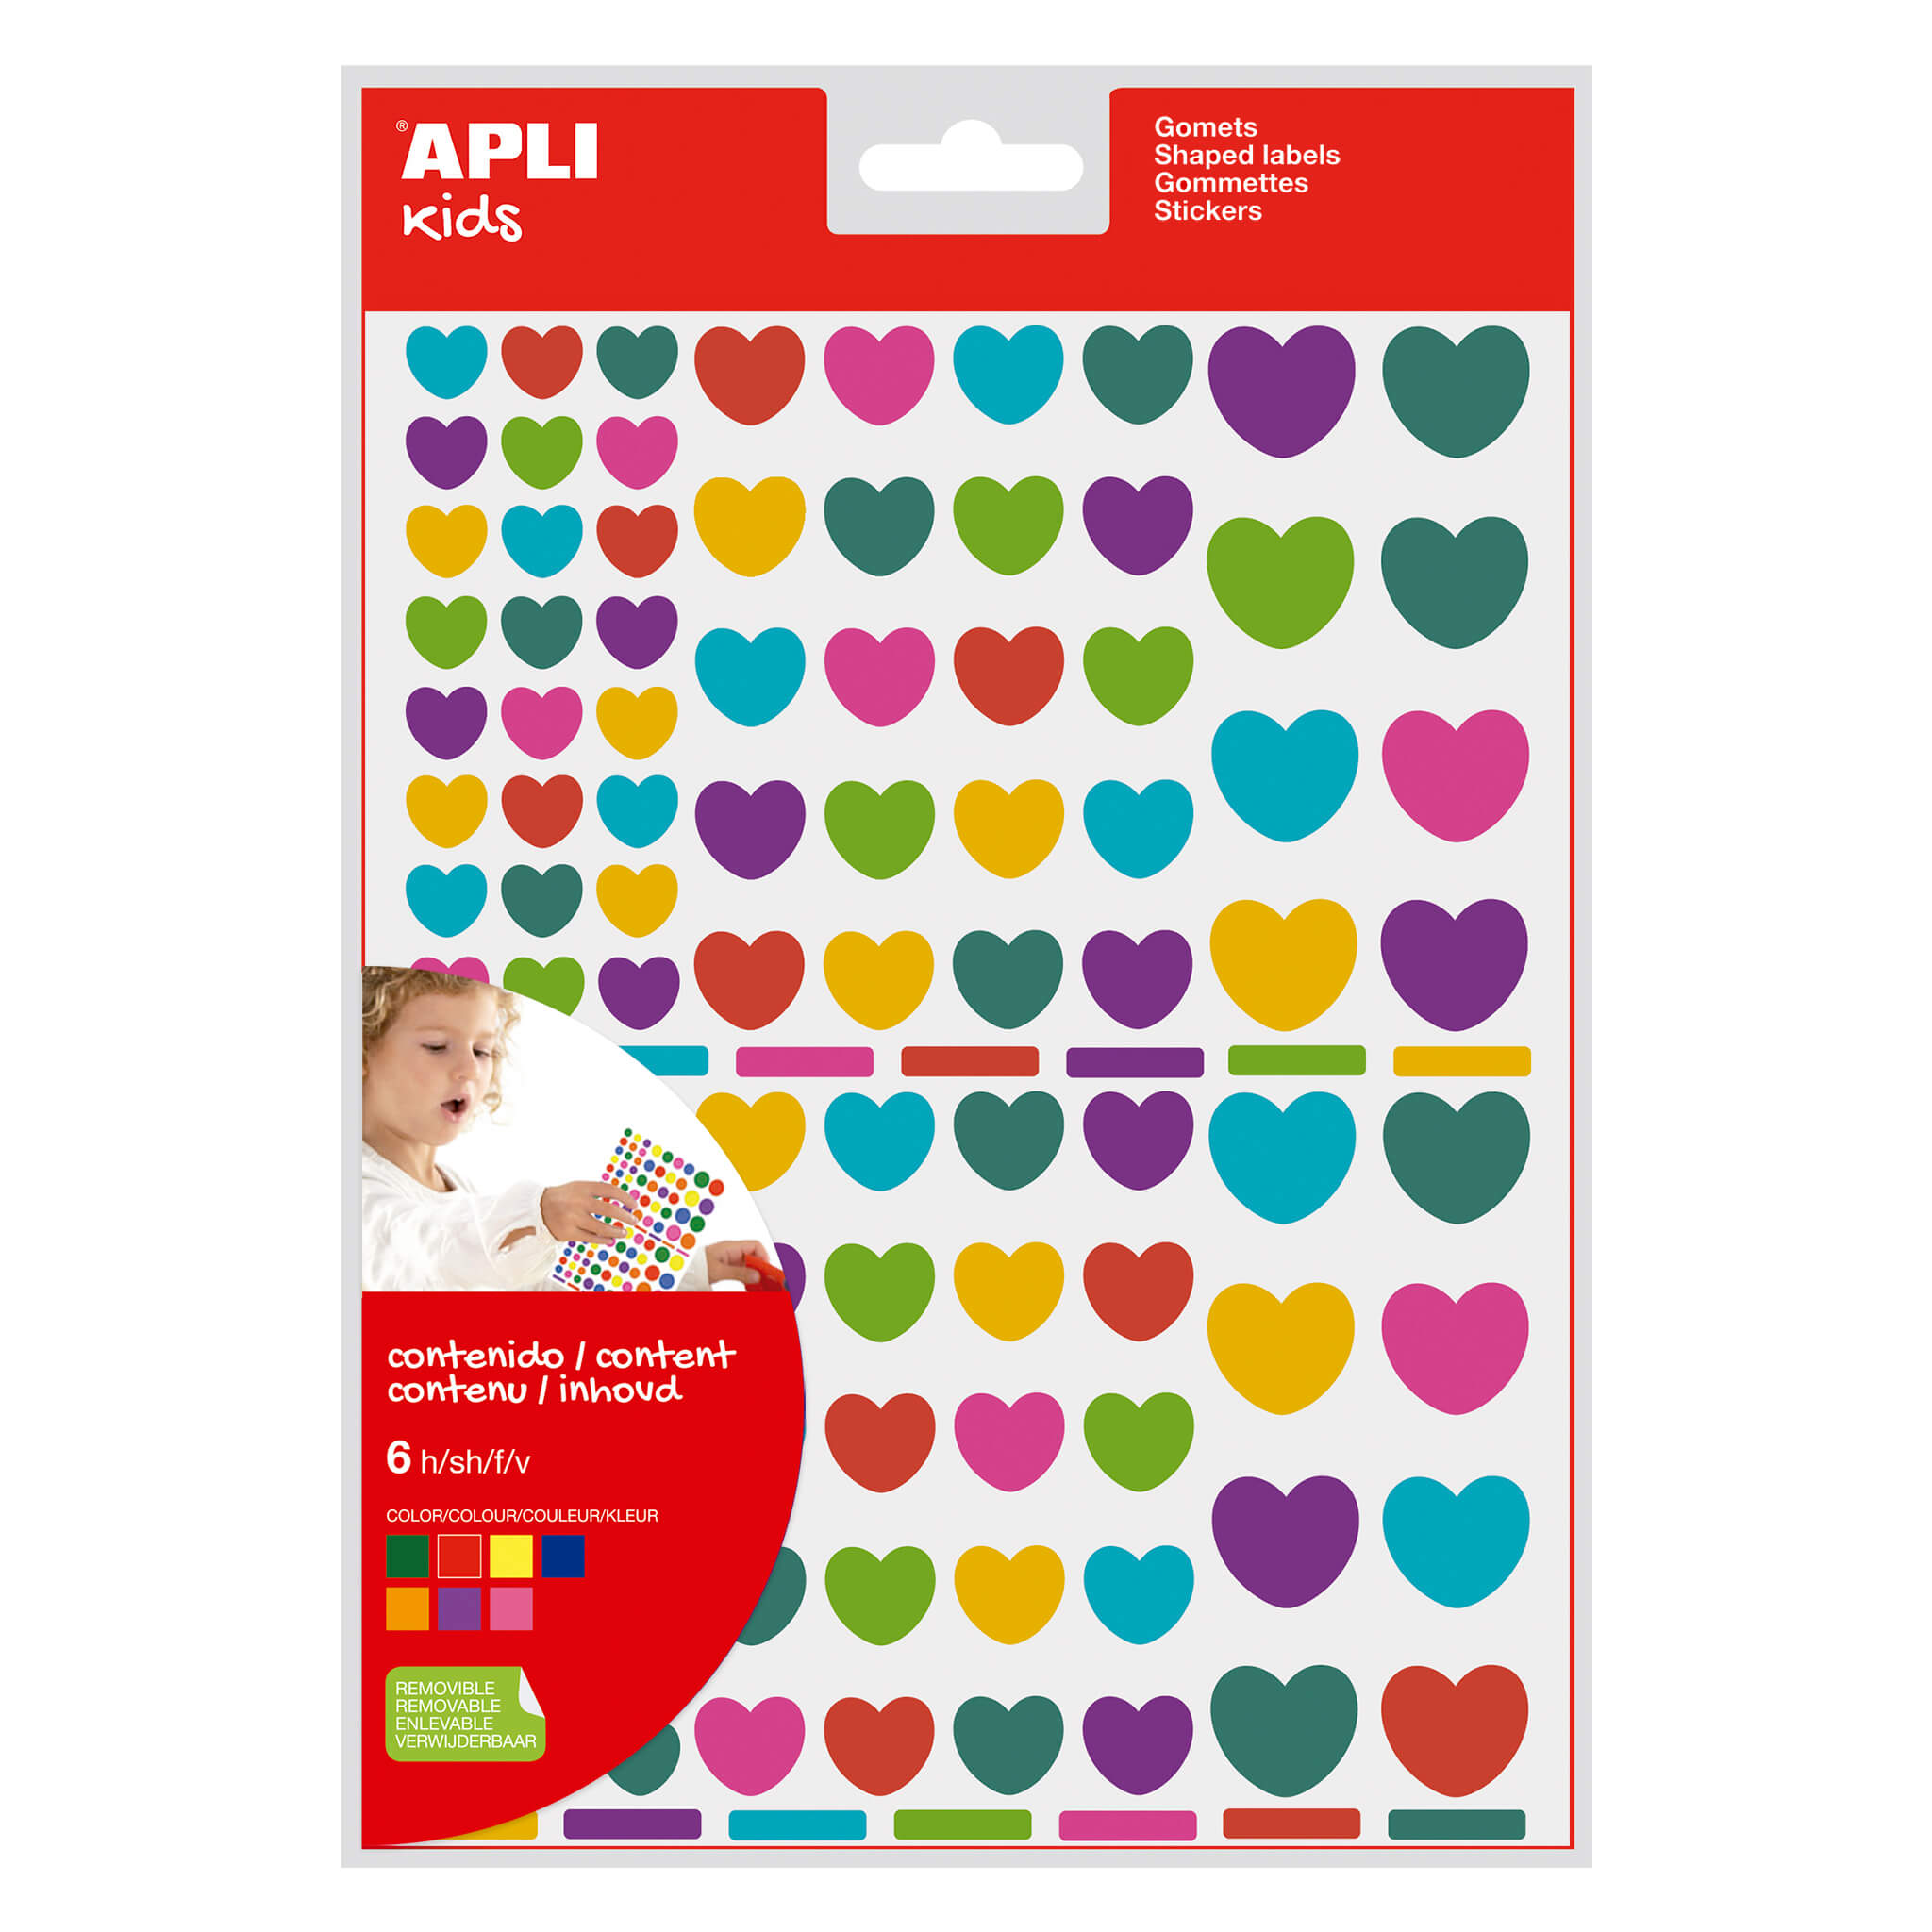 ®APLI
kids
Gomets
Shaped labels
Gommettes
Stickers
contenido / content
contenu / inhoud
6 h/sh/f/v
COLOR/COLOUR/COULEUR/KLEUR
REMOVIBLE
REMOVABLE
ENLEVABLE
VERWIJDERBAAR